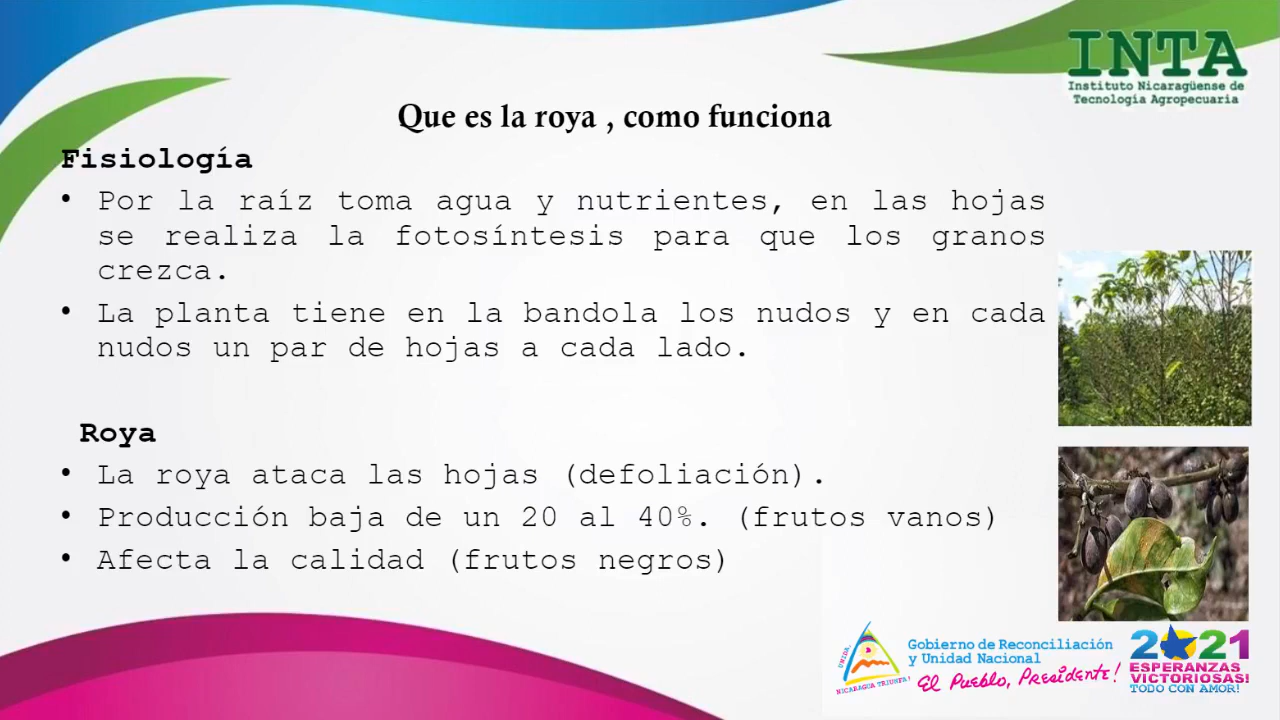 INTA
Instituto Nicaragüense de
Tecnología Agropecuaria
Que es la roya , como funciona
Fisiología
• Por la raíz toma agua y nutrientes, en las hojas
se realiza la fotosíntesis para que los granos
crezca.
• La planta tiene en la bandola los nudos y en cada
nudos un par de hojas a cada lado.
Roya
• La roya ataca las hojas (defoliación).
• Producción baja de un 20 al 40%. (frutos vanos)
• Afecta la calidad (frutos negros)
UNIDA,
NICARAGUA TRIUNFA!
Gobierno de Reconciliación
y Unidad Nacional
El Pueblo, Presidente!
2021
ESPERANZAS
VICTORIOSAS!
TODO CON AMOR!